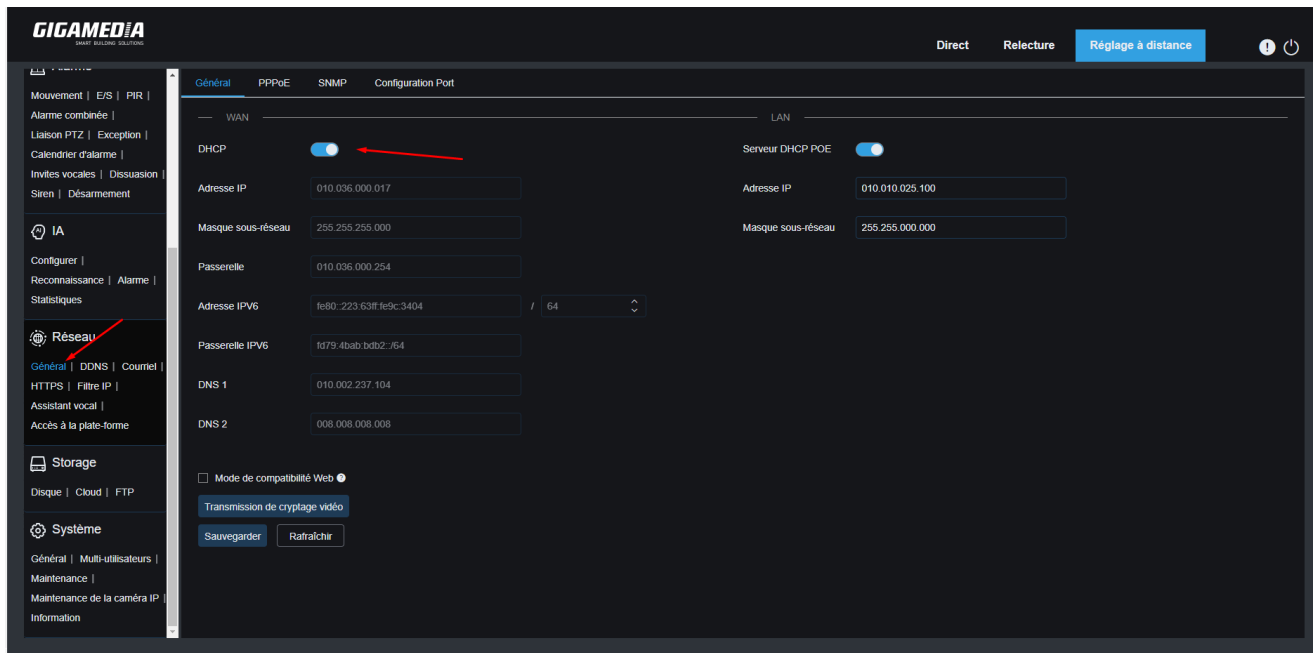 GIGAMEDIA
SMART BUILDING SOLUTIONS
Direct Relecture Réglage à distance
Alarme
Mouvement | E/S | PIR |
Alarme combinée |
Liaison PTZ | Exception |
Calendrier d'alarme |
Invites vocales | Dissuasion |
Siren | Désarmement
IA
Configurer |
Reconnaissance | Alarme |
Statistiques
Réseau
Général | DDNS | Courriel |
HTTPS | Filtre IP |
Assistant vocal |
Accès à la plate-forme
Storage
Disque | Cloud | FTP
Système
Général | Multi-utilisateurs |
Maintenance |
Maintenance de la caméra IP |
Information
Général PPPoE SNMP Configuration Port
WAN
DHCP
Adresse IP 010.036.000.017
Masque sous-réseau 255.255.255.000
Passerelle 010.036.000.254
Adresse IPV6 fe80::223:63ff:fe9c:3404 / 64
Passerelle IPV6 fd79:4bab:bdb2::/64
DNS 1 010.002.237.104
DNS 2 008.008.008.008
Mode de compatibilité Web ?
Transmission de cryptage vidéo
Sauvegarder Rafraîchir
LAN
Serveur DHCP POE
Adresse IP 010.010.025.100
Masque sous-réseau 255.255.000.000